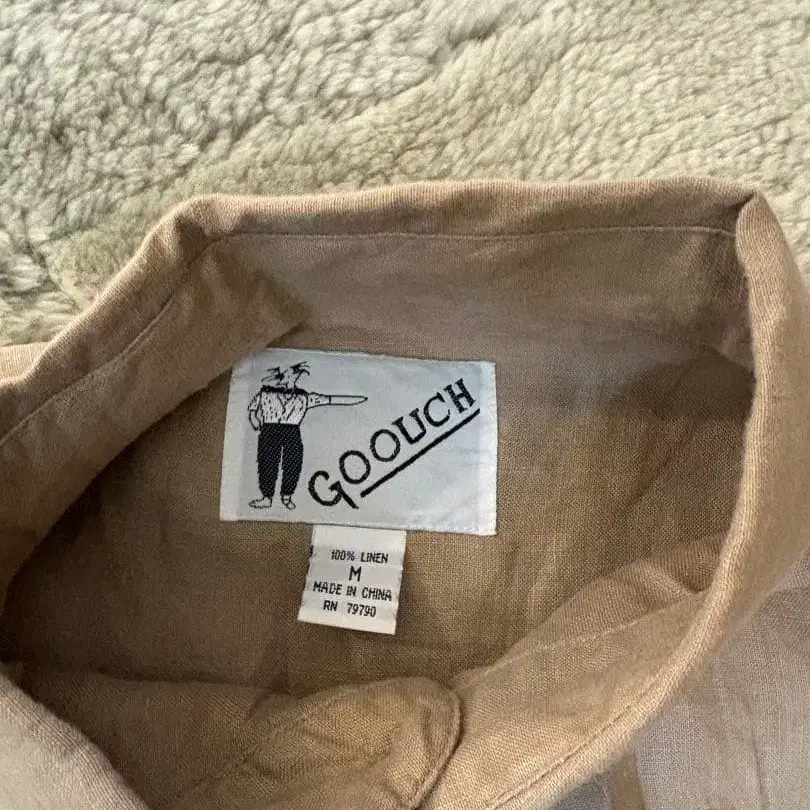 GOOUCH
100% LINEN
M
MADE IN CHINA
RN 79790